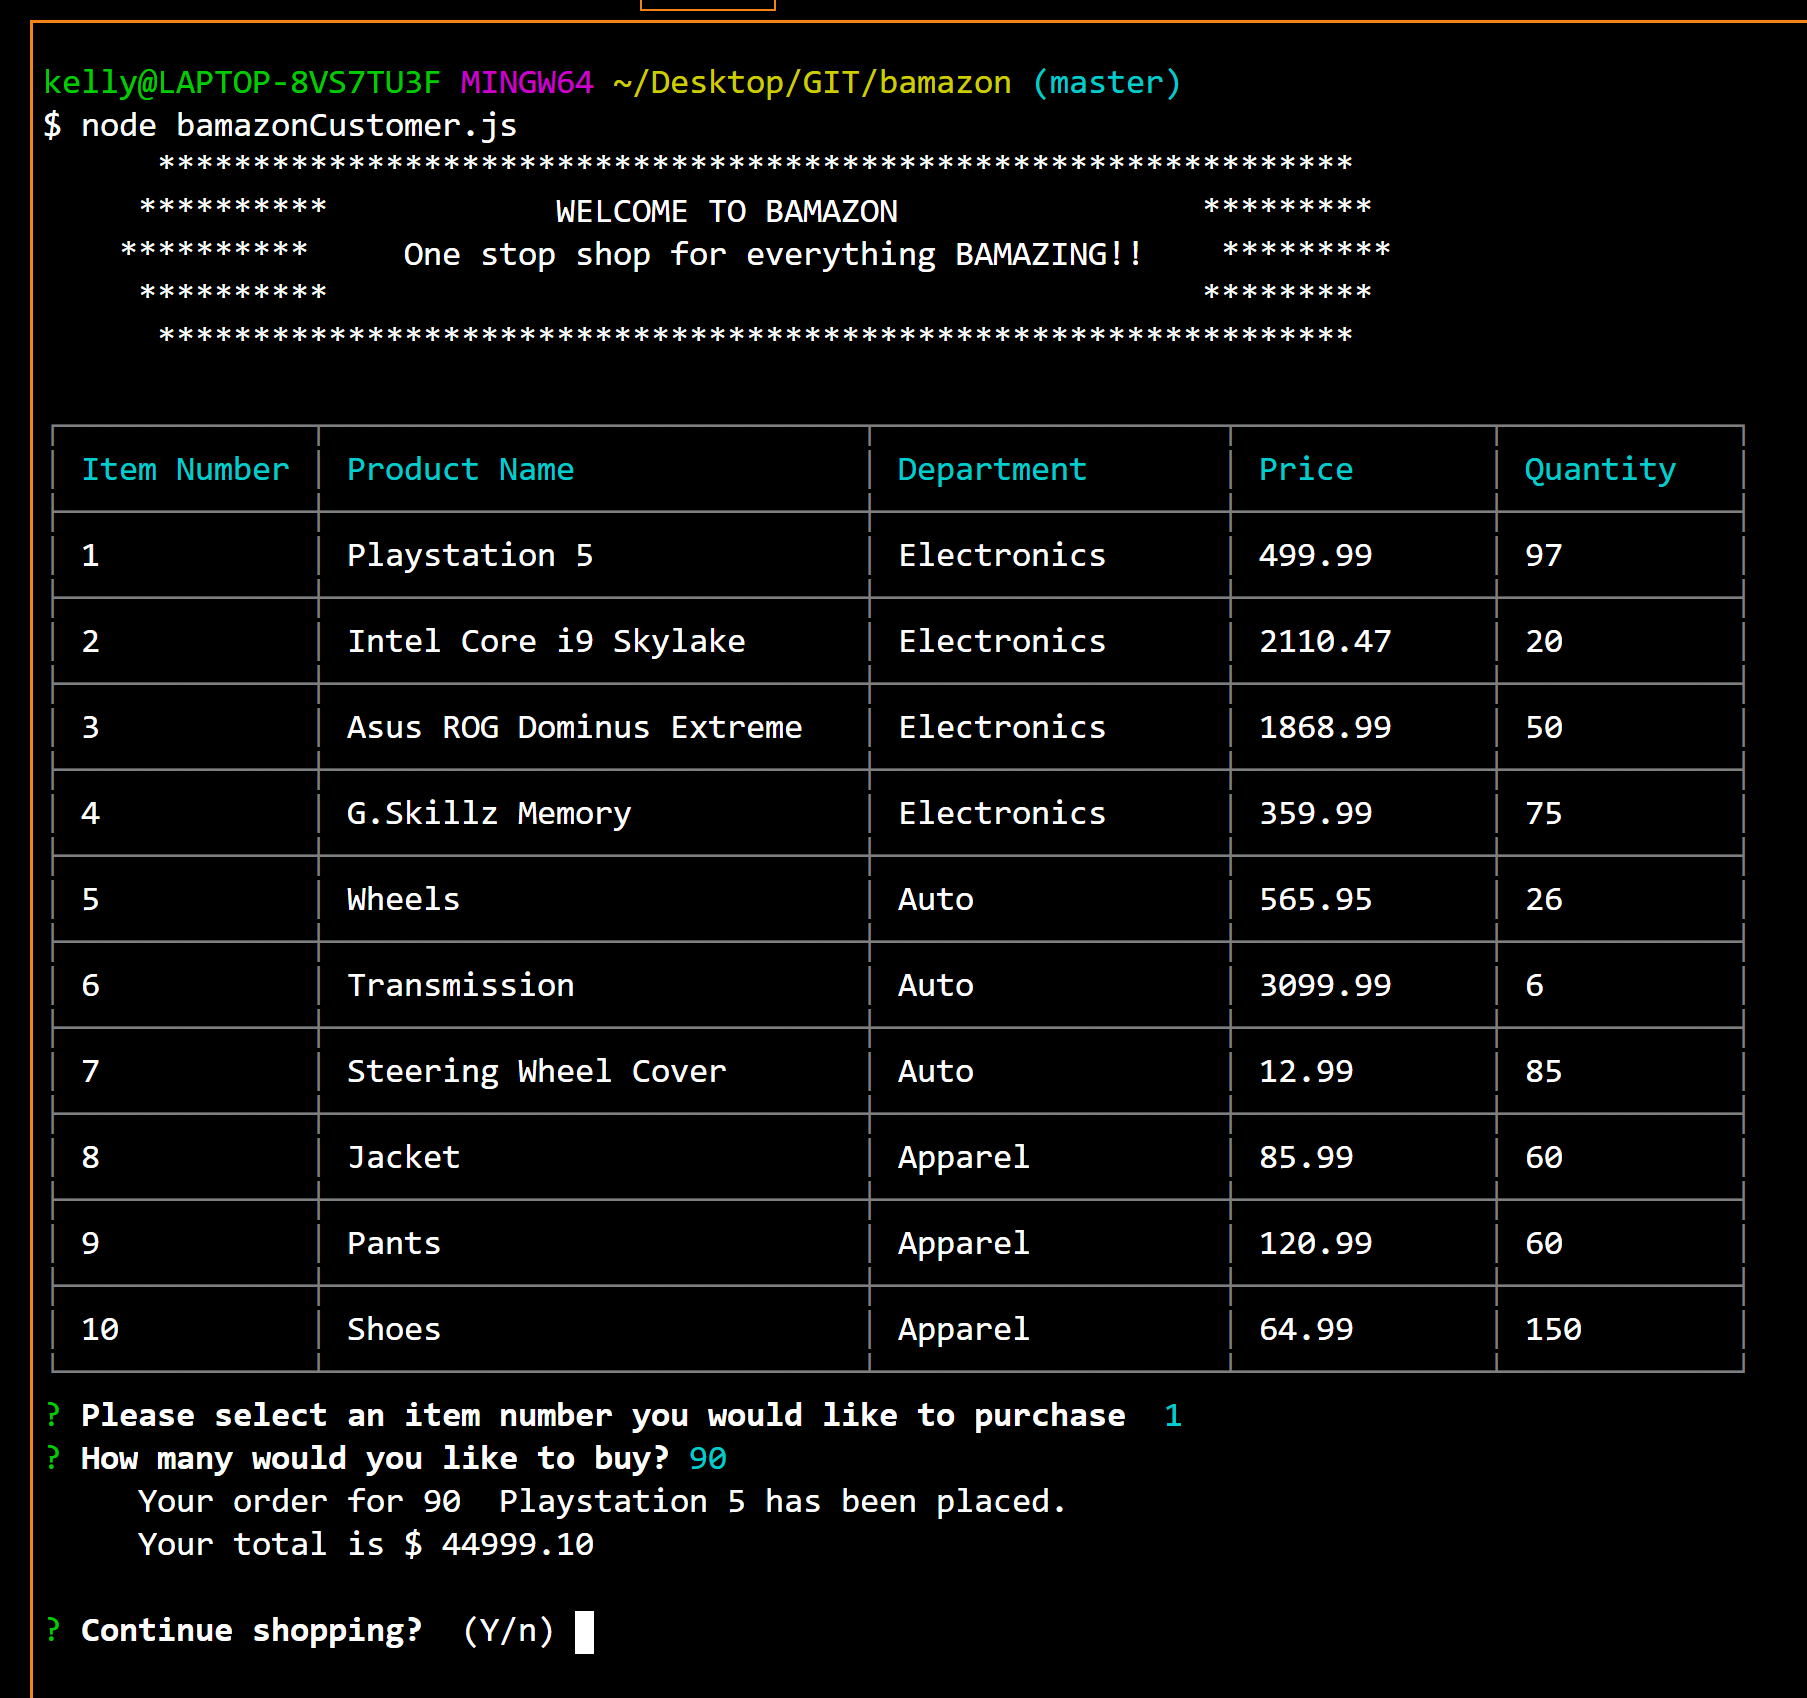 kelly@LAPTOP-8VS7TU3F MINGW64 ~/Desktop/GIT/bamazon (master)
$ node bamazonCustomer.js
***************************************************************
********** WELCOME TO BAMAZON *********
********** One stop shop for everything BAMAZING!! *********
********** *********
***************************************************************
Item Number Product Name Department Price Quantity
1 Playstation 5 Electronics 499.99 97
2 Intel Core i9 Skylake Electronics 2110.47 20
3 Asus ROG Dominus Extreme Electronics 1868.99 50
4 G.Skillz Memory Electronics 359.99 75
5 Wheels Auto 565.95 26
6 Transmission Auto 3099.99 6
7 Steering Wheel Cover Auto 12.99 85
8 Jacket Apparel 85.99 60
9 Pants Apparel 120.99 60
10 Shoes Apparel 64.99 150
? Please select an item number you would like to purchase 1
? How many would you like to buy? 90
Your order for 90 Playstation 5 has been placed.
Your total is $ 44999.10
? Continue shopping? (Y/n)